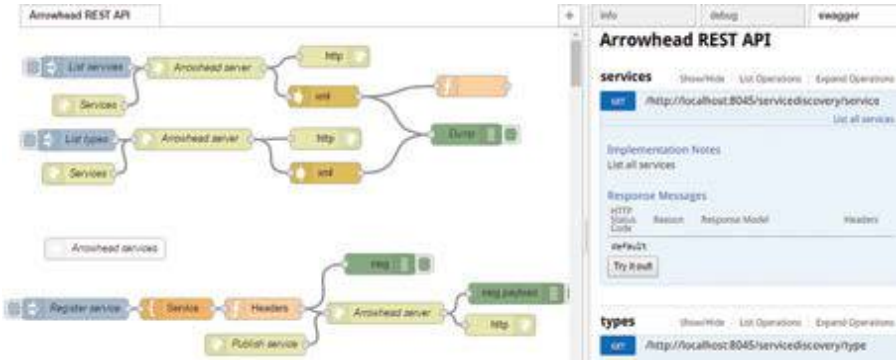 Arrowhead REST API
+
List services
Arrowhead server
http
Services
xml
f
List types
Arrowhead server
http
Dump
Services
xml
Arrowhead services
msg
Register service
Service
Headers
msg.payload
Arrowhead server
http
Publish service
info
debug
swagger
Arrowhead REST API
services Show/Hide List Operations Expand Operations
GET /http://localhost:8045/servicediscovery/service
List all services
Implementation Notes
List all services
Response Messages
HTTP Status Code Reason Response Model Headers
default
Try it out!
types Show/Hide List Operations Expand Operations
GET /http://localhost:8045/servicediscovery/type